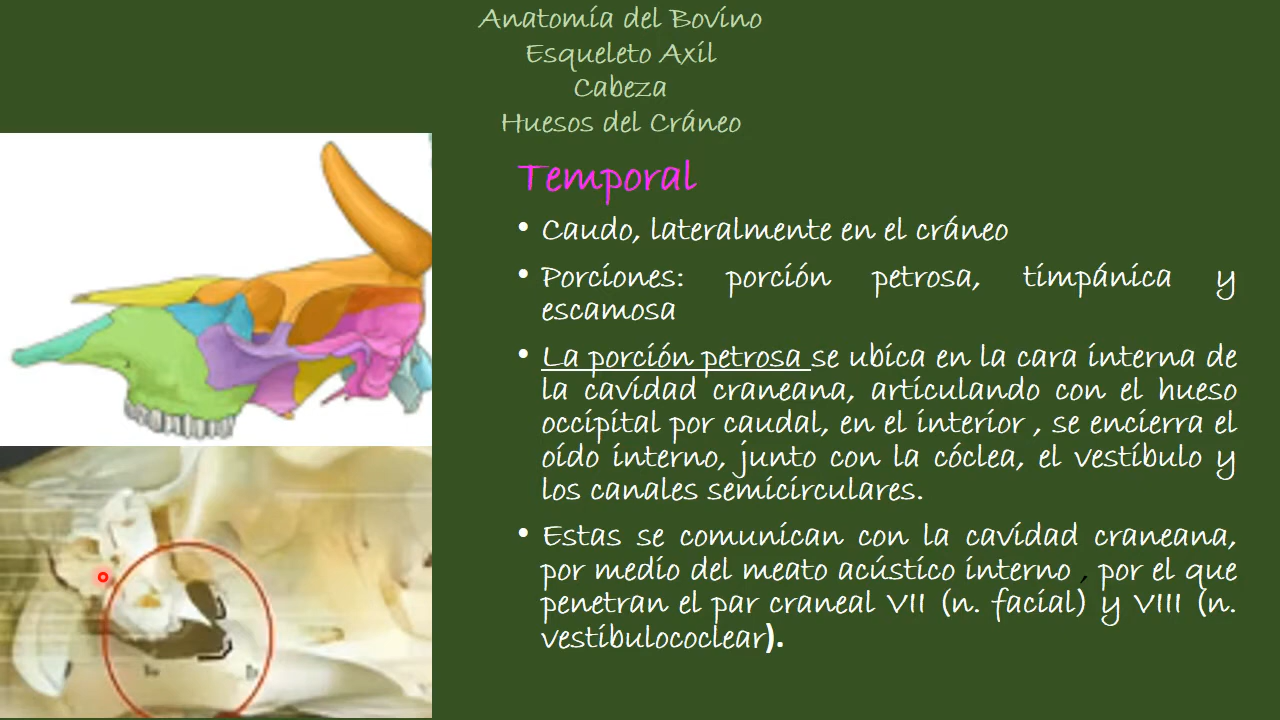 Anatomía del Bovino
Esqueleto Axil
Cabeza
Huesos del Cráneo
Temporal
• Caudo, lateralmente en el cráneo
• Porciones: porción petrosa, timpánica y
escamosa
• La porción petrosa se ubica en la cara interna de
la cavidad craneana, articulando con el hueso
occipital por caudal, en el interior , se encierra el
oído interno, junto con la cóclea, el vestíbulo y
los canales semicirculares.
• Estas se comunican con la cavidad craneana,
por medio del meato acústico interno , por el que
penetran el par craneal VII (n. facial) y VIII (n.
vestibulococlear).